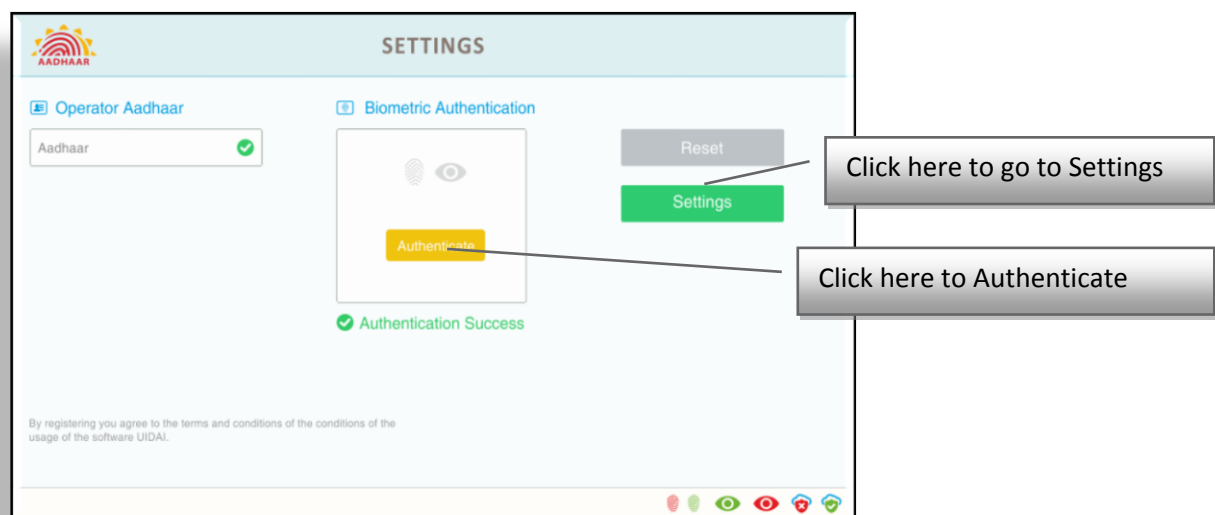 AADHAAR
SETTINGS
Operator Aadhaar
Aadhaar
Biometric Authentication
Authenticate
Authentication Success
Reset
Settings
Click here to go to Settings
Click here to Authenticate
By registering you agree to the terms and conditions of the conditions of the
usage of the software UIDAI.